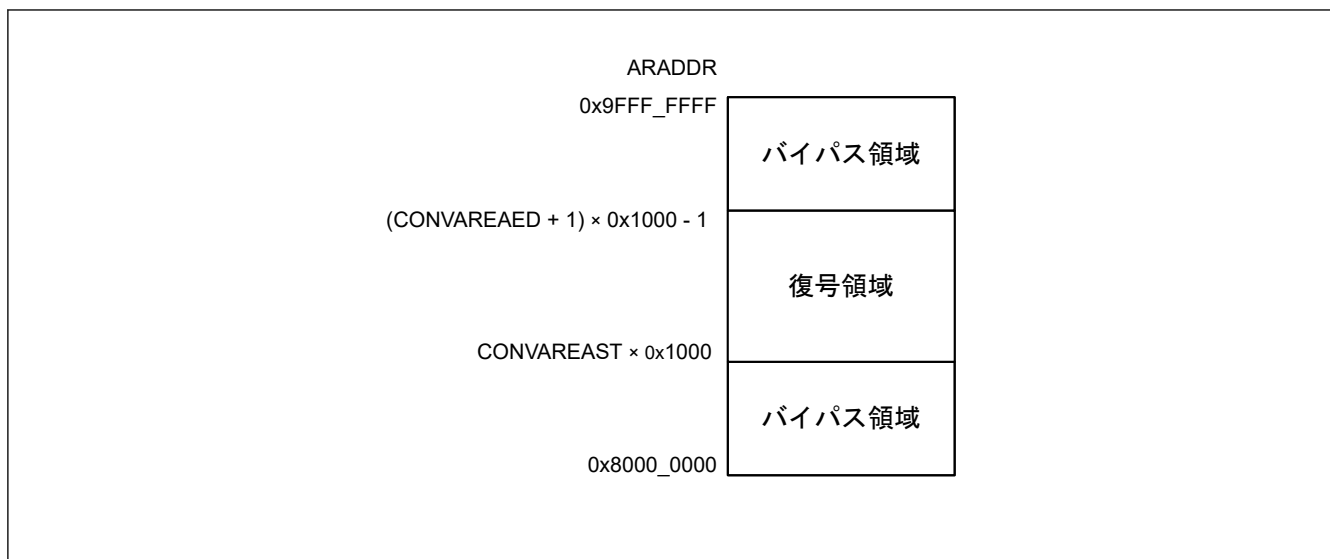 ARADDR
0x9FFF_FFFF
バイパス領域
(CONVAREAED + 1) × 0x1000 - 1
復号領域
CONVAREAST × 0x1000
バイパス領域
0x8000_0000